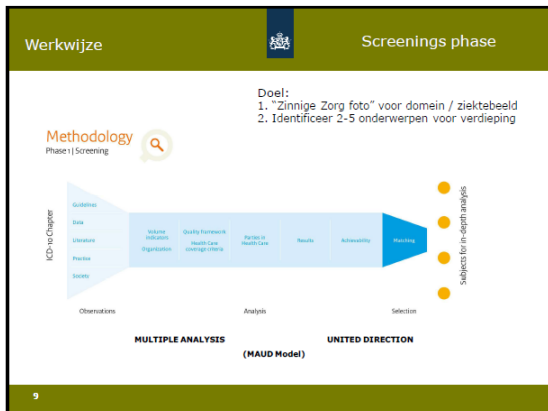 Werkwijze
Screenings phase
Doel:
1. “Zinnige Zorg foto” voor domein / ziektebeeld
2. Identificeer 2-5 onderwerpen voor verdieping
Methodology
Phase 1 | Screening
ICD-10 Chapter
Guidelines
Data
Literature
Practice
Society
Volume
Indicators
Organization
Quality framework
Health Care
coverage criteria
Parties in
Health Care
Results
Achievability
Matching
Subjects for in-depth analysis
Observations
Analysis
Selection
MULTIPLE ANALYSIS
UNITED DIRECTION
(MAUD Model)
9